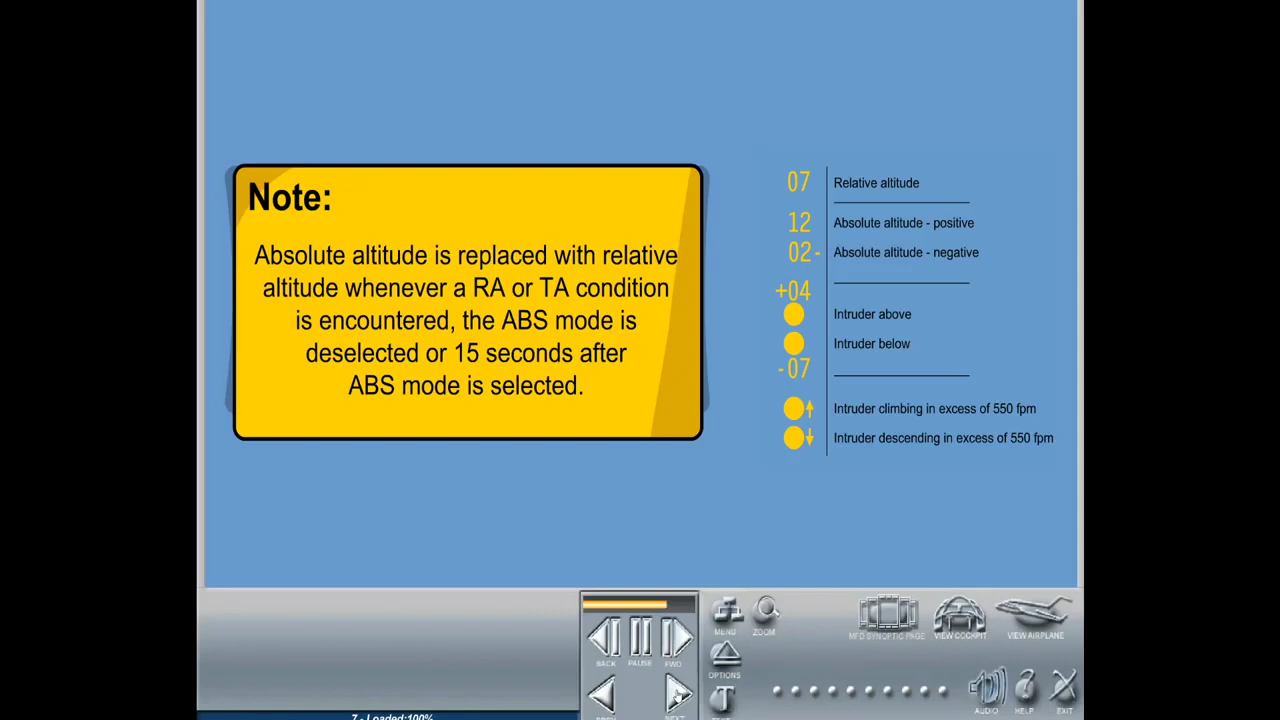 Note:
Absolute altitude is replaced with relative
altitude whenever a RA or TA condition
is encountered, the ABS mode is
deselected or 15 seconds after
ABS mode is selected.
07 Relative altitude
12 Absolute altitude - positive
02- Absolute altitude - negative
+04
Intruder above
Intruder below
-07
Intruder climbing in excess of 550 fpm
Intruder descending in excess of 550 fpm
MENU ZOOM
MFD SYNOPTIC PAGE VIEW COCKPIT VIEW AIRPLANE
BACK PAUSE FWD
OPTIONS
AUDIO HELP EXIT
7 - Loaded:100%